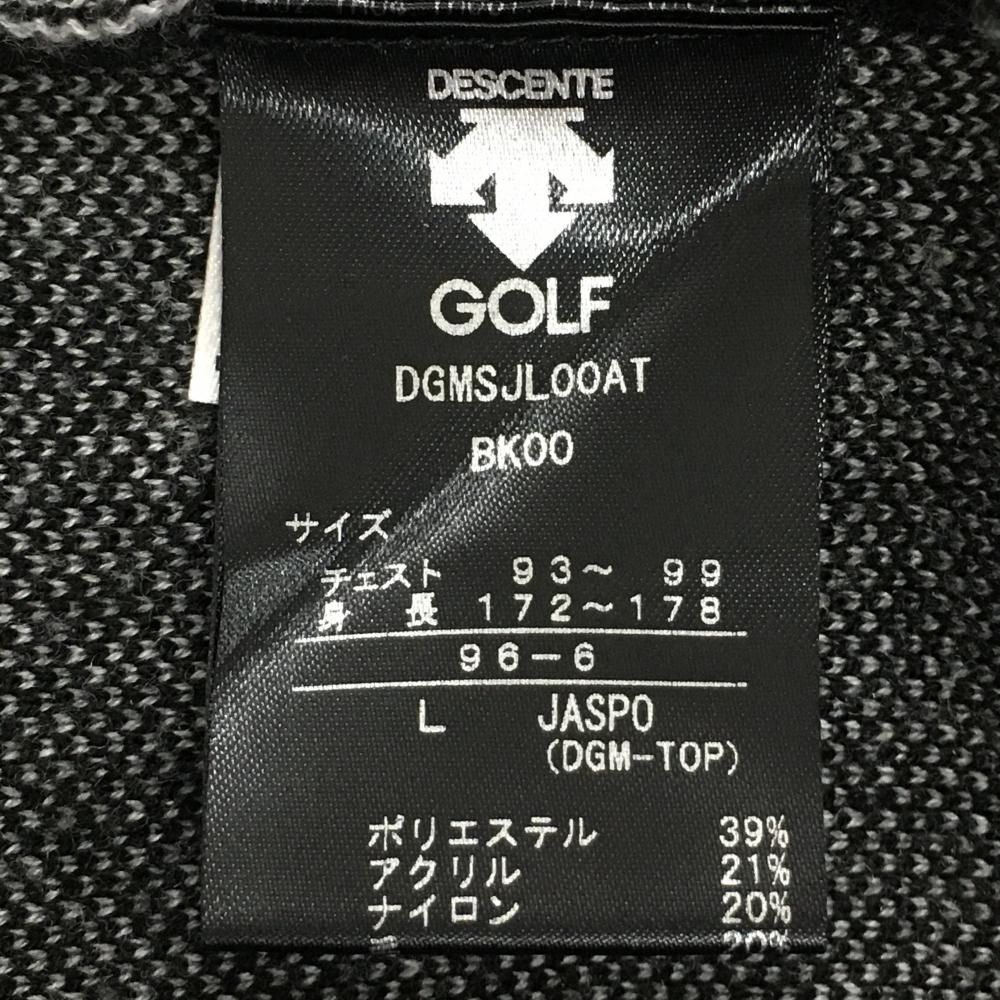 DESCENTE
GOLF
DGMSJL00AT
BK00
サイズ
チェスト 93〜 99
身 長 172〜178
96-6
L JASPO
(DGM-TOP)
ポリエステル 39%
アクリル 21%
ナイロン 20%
20%